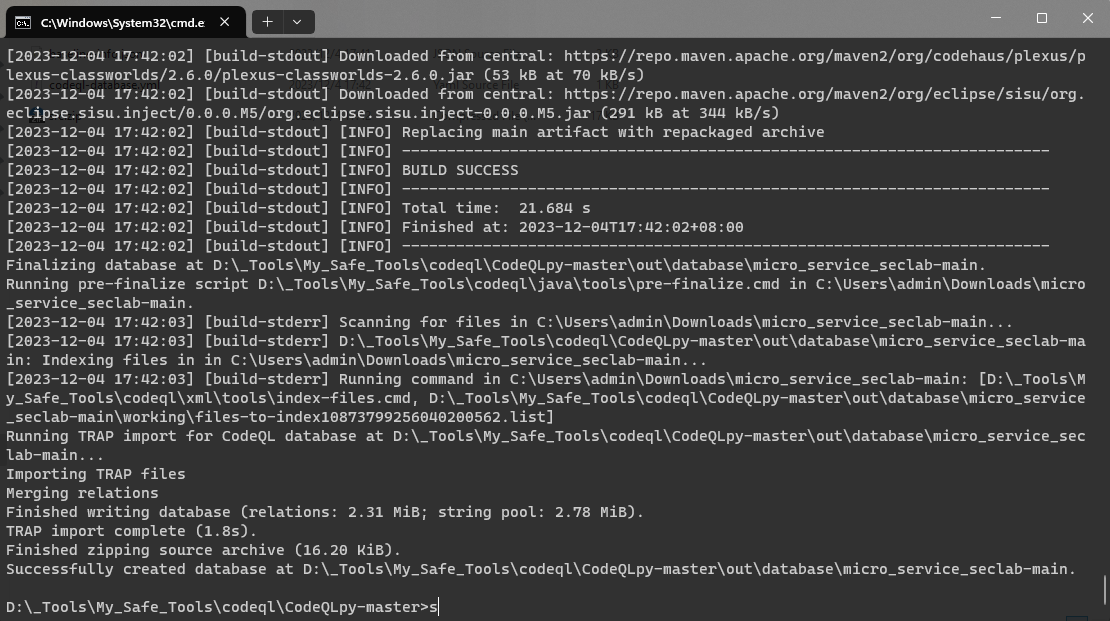 C:\Windows\System32\cmd.e
[2023-12-04 17:42:02] [build-stdout] Downloaded from central: https://repo.maven.apache.org/maven2/org/codehaus/plexus/p
lexus-classworlds/2.6.0/plexus-classworlds-2.6.0.jar (53 kB at 70 kB/s)
[2023-12-04 17:42:02] [build-stdout] Downloaded from central: https://repo.maven.apache.org/maven2/org/eclipse/sisu/org.
eclipse.sisu.inject/0.0.0.M5/org.eclipse.sisu.inject-0.0.0.M5.jar (291 kB at 344 kB/s)
[2023-12-04 17:42:02] [build-stdout] [INFO] Replacing main artifact with repackaged archive
[2023-12-04 17:42:02] [build-stdout] [INFO] ------------------------------------------------------------------------
[2023-12-04 17:42:02] [build-stdout] [INFO] BUILD SUCCESS
[2023-12-04 17:42:02] [build-stdout] [INFO] ------------------------------------------------------------------------
[2023-12-04 17:42:02] [build-stdout] [INFO] Total time:  21.684 s
[2023-12-04 17:42:02] [build-stdout] [INFO] Finished at: 2023-12-04T17:42:02+08:00
[2023-12-04 17:42:02] [build-stdout] [INFO] ------------------------------------------------------------------------
Finalizing database at D:\_Tools\My_Safe_Tools\codeql\CodeQLpy-master\out\database\micro_service_seclab-main.
Running pre-finalize script D:\_Tools\My_Safe_Tools\codeql\java\tools\pre-finalize.cmd in C:\Users\admin\Downloads\micro
_service_seclab-main.
[2023-12-04 17:42:03] [build-stderr] Scanning for files in C:\Users\admin\Downloads\micro_service_seclab-main...
[2023-12-04 17:42:03] [build-stderr] D:\_Tools\My_Safe_Tools\codeql\CodeQLpy-master\out\database\micro_service_seclab-ma
in: Indexing files in in C:\Users\admin\Downloads\micro_service_seclab-main...
[2023-12-04 17:42:03] [build-stderr] Running command in C:\Users\admin\Downloads\micro_service_seclab-main: [D:\_Tools\M
y_Safe_Tools\codeql\xml\tools\index-files.cmd, D:\_Tools\My_Safe_Tools\codeql\CodeQLpy-master\out\database\micro_service
_seclab-main\working\files-to-index10873799256040200562.list]
Running TRAP import for CodeQL database at D:\_Tools\My_Safe_Tools\codeql\CodeQLpy-master\out\database\micro_service_sec
lab-main...
Importing TRAP files
Merging relations
Finished writing database (relations: 2.31 MiB; string pool: 2.78 MiB).
TRAP import complete (1.8s).
Finished zipping source archive (16.20 KiB).
Successfully created database at D:\_Tools\My_Safe_Tools\codeql\CodeQLpy-master\out\database\micro_service_seclab-main.
D:\_Tools\My_Safe_Tools\codeql\CodeQLpy-master>s